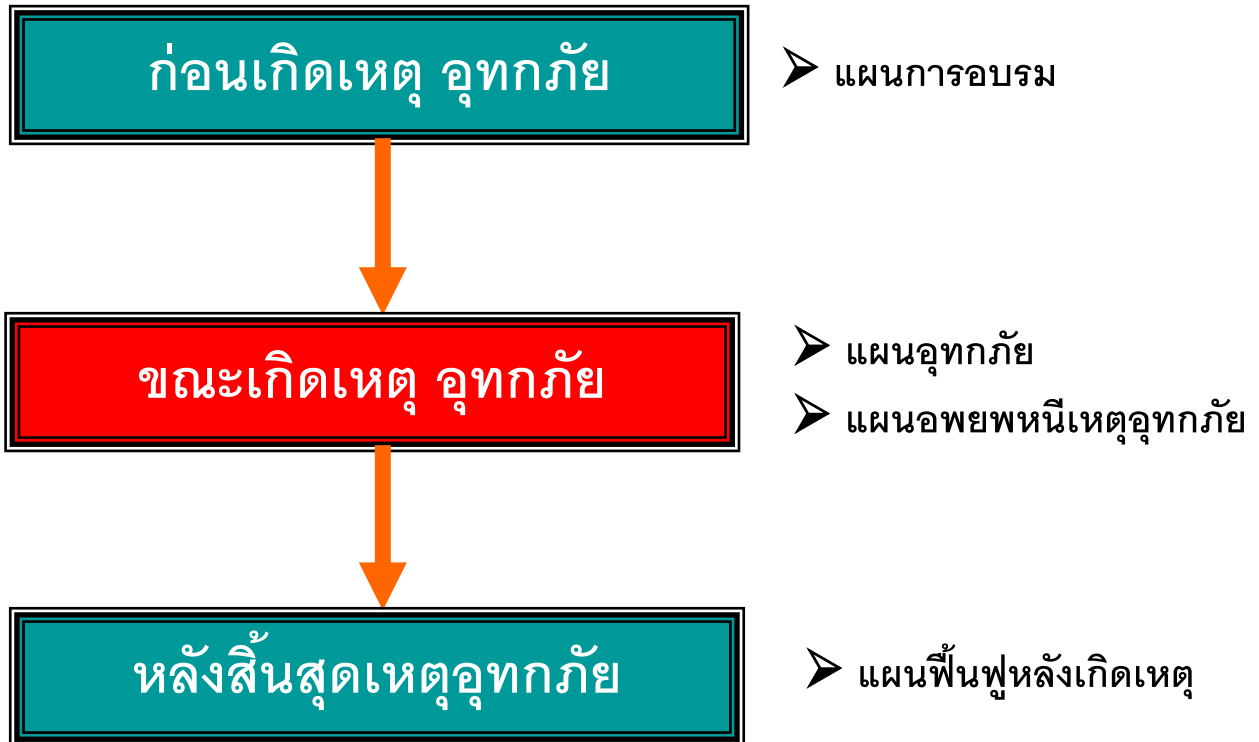 ก่อนเกิดเหตุ อุทกภัย
แผนการอบรม
ขณะเกิดเหตุ อุทกภัย
แผนอุทกภัย
แผนอพยพหนีเหตุอุทกภัย
หลังสิ้นสุดเหตุอุทกภัย
แผนฟื้นฟูหลังเกิดเหตุ